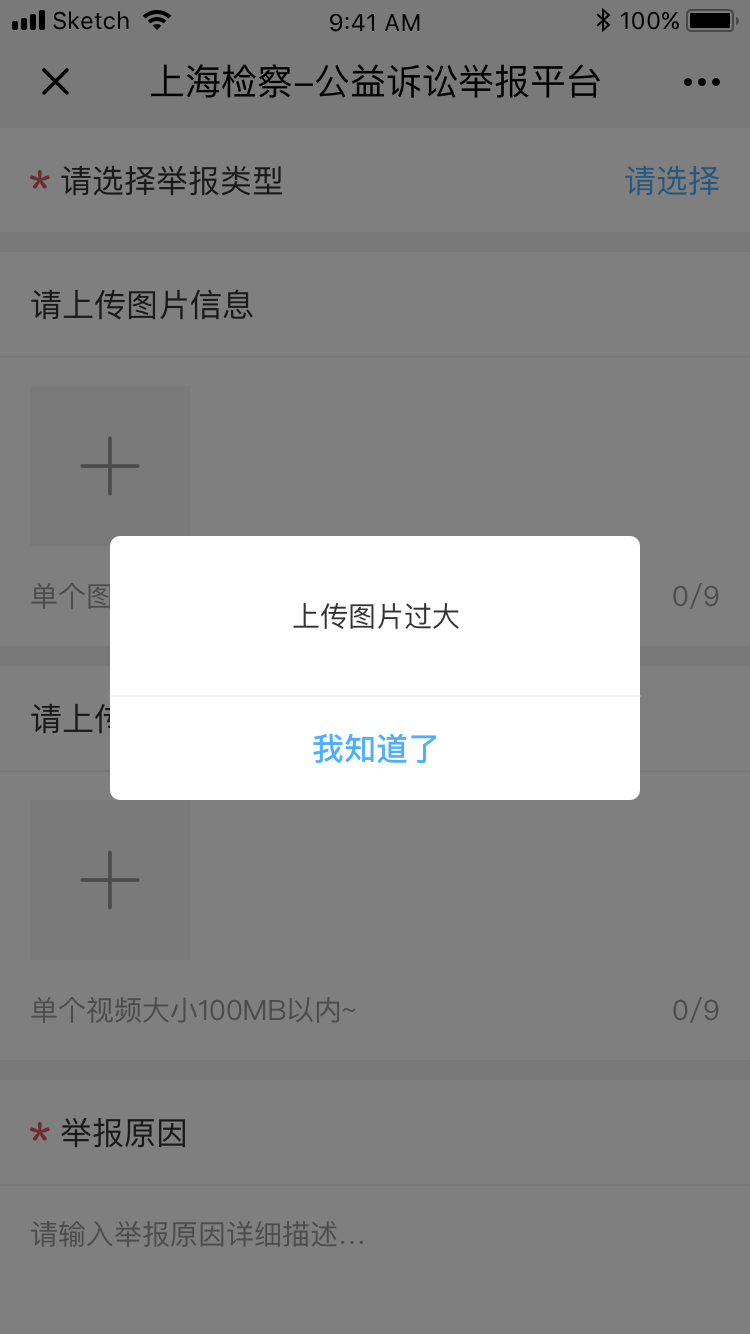 Sketch 9:41 AM 100%
上海检察–公益诉讼举报平台
* 请选择举报类型 请选择
请上传图片信息
单个图 0/9
上传图片过大
请上传
我知道了
单个视频大小100MB以内~ 0/9
* 举报原因
请输入举报原因详细描述...